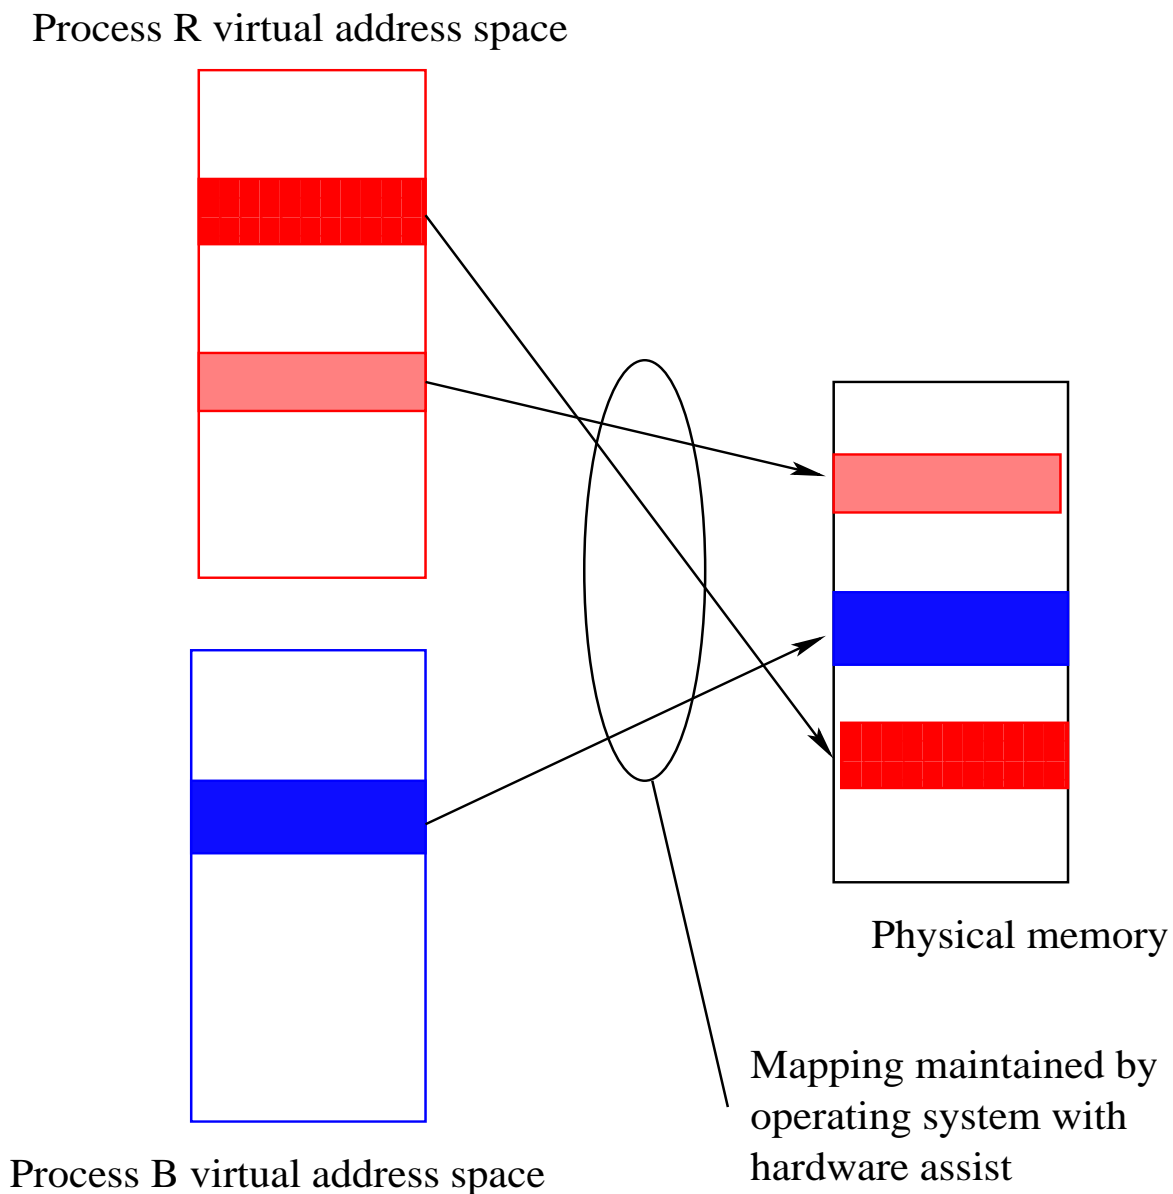 Process R virtual address space
Physical memory
Mapping maintained by
operating system with
hardware assist
Process B virtual address space